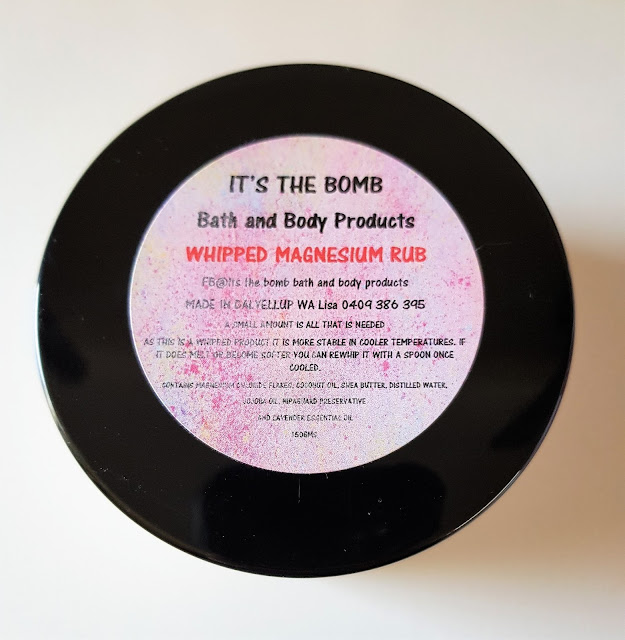 IT'S THE BOMB
Bath and Body Products
WHIPPED MAGNESIUM RUB
FB@Its the bomb bath and body products
MADE IN DALYELLUP WA Lisa 0409 386 395
A SMALL AMOUNT IS ALL THAT IS NEEDED
AS THIS IS A WHIPPED PRODUCT IT IS MORE STABLE IN COOLER TEMPERATURES. IF
IT DOES MELT OR BECOME SOFTER YOU CAN REWHIP IT WITH A SPOON ONCE
COOLED.
CONTAINS MAGNESIUM CHLORIDE FLAKES, COCONUT OIL, SHEA BUTTER, DISTILLED WATER,
JOJOBA OIL, NIPAGUARD PRESERVATIVE
AND LAVENDER ESSENTIAL OIL
150GMS